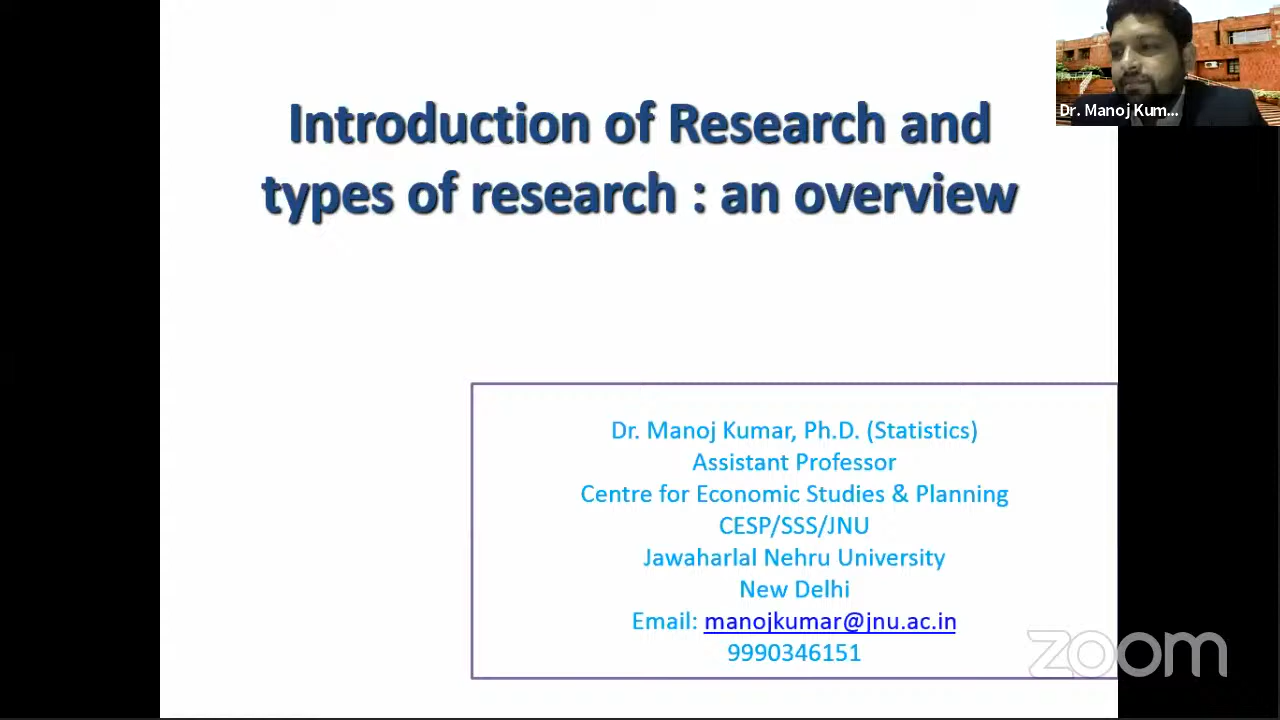 Introduction of Research and
types of research : an overview
Dr. Manoj Kum...
Dr. Manoj Kumar, Ph.D. (Statistics)
Assistant Professor
Centre for Economic Studies & Planning
CESP/SSS/JNU
Jawaharlal Nehru University
New Delhi
Email: manojkumar@jnu.ac.in
9990346151
zoom